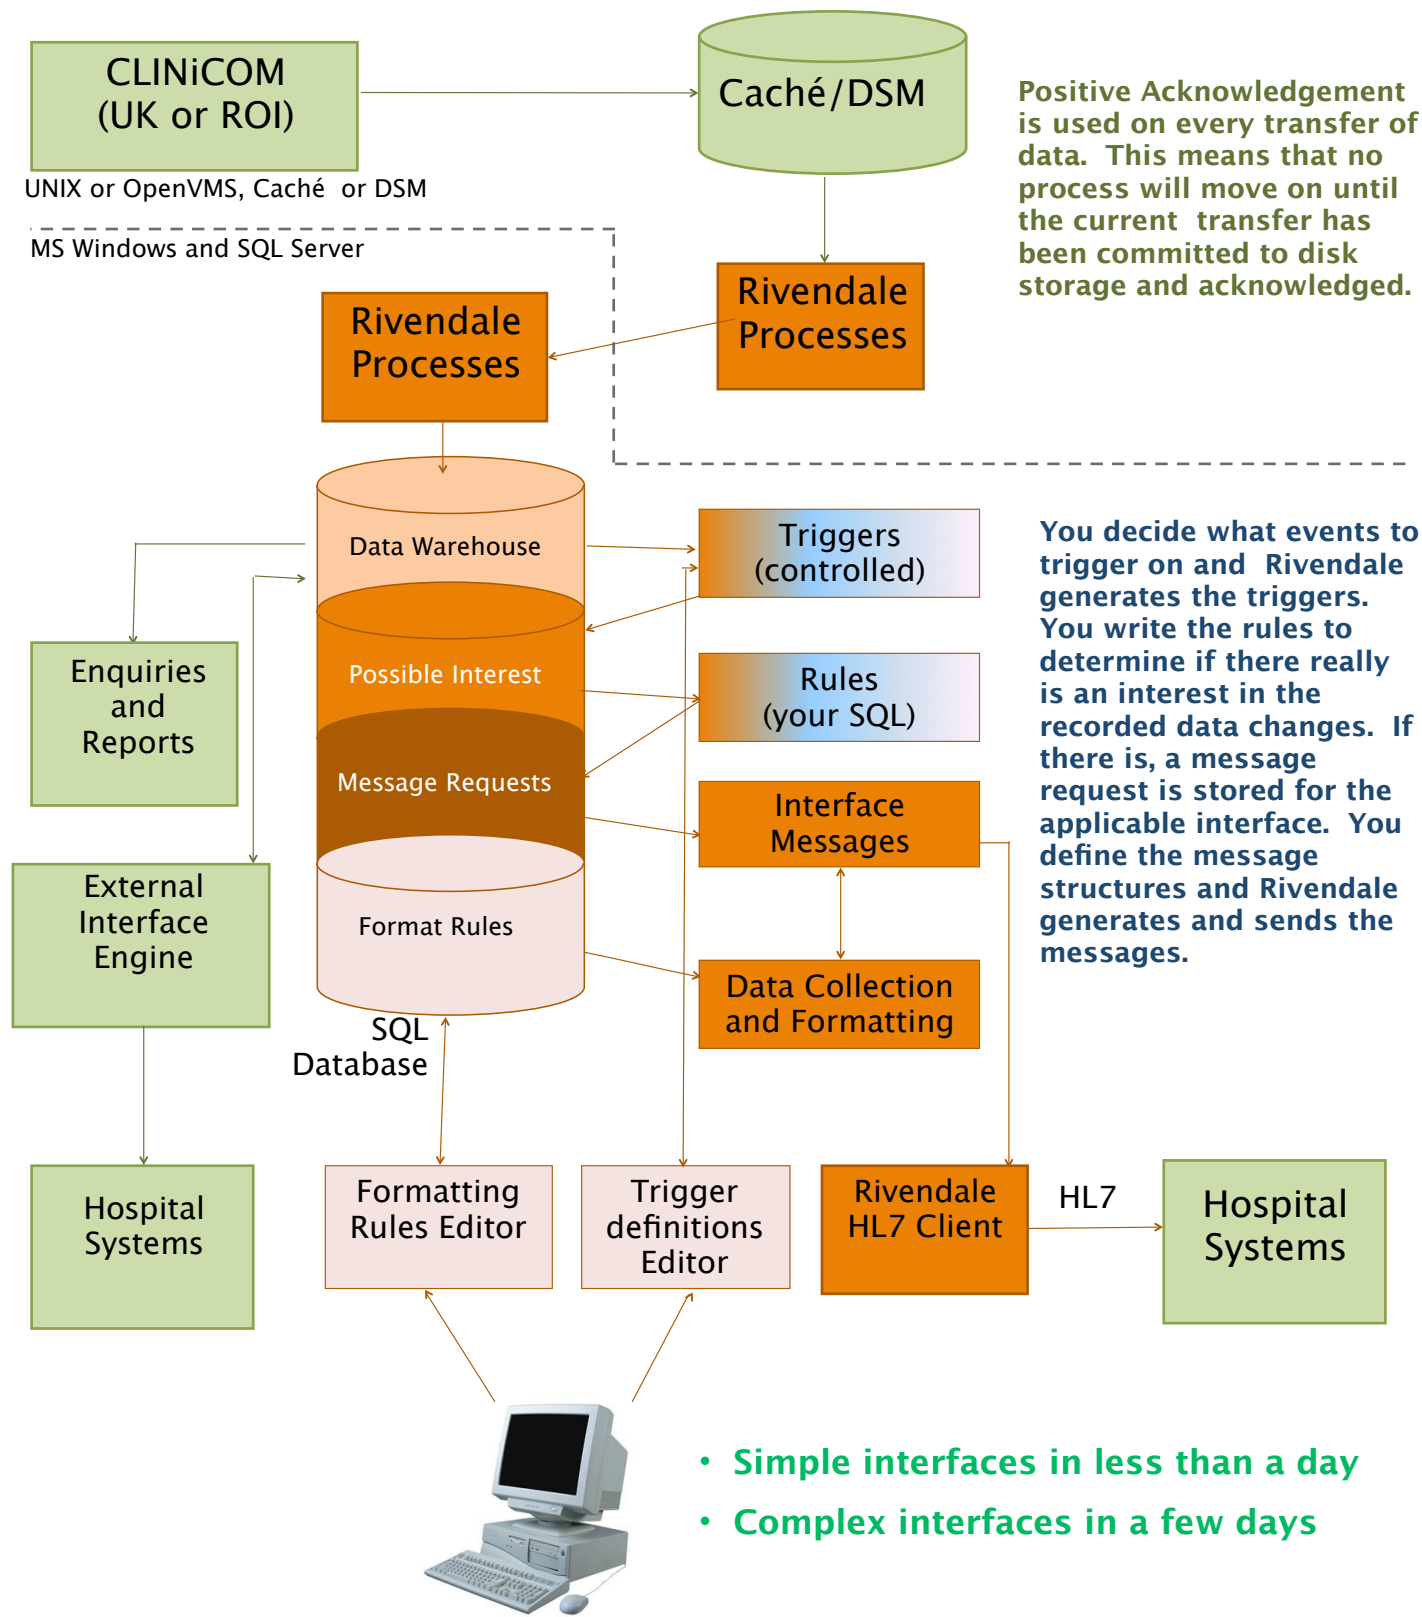 CLINiCOM
(UK or ROI)
Caché/DSM
UNIX or OpenVMS, Caché or DSM
MS Windows and SQL Server
Positive Acknowledgement
is used on every transfer of
data. This means that no
process will move on until
the current transfer has
been committed to disk
storage and acknowledged.
Rivendale
Processes
Rivendale
Processes
Data Warehouse
Possible Interest
Message Requests
Format Rules
SQL
Database
Triggers
(controlled)
Rules
(your SQL)
Interface
Messages
Data Collection
and Formatting
You decide what events to
trigger on and Rivendale
generates the triggers.
You write the rules to
determine if there really
is an interest in the
recorded data changes. If
there is, a message
request is stored for the
applicable interface. You
define the message
structures and Rivendale
generates and sends the
messages.
Enquiries
and
Reports
External
Interface
Engine
Hospital
Systems
Formatting
Rules Editor
Trigger
definitions
Editor
Rivendale
HL7 Client
HL7
Hospital
Systems
• Simple interfaces in less than a day
• Complex interfaces in a few days